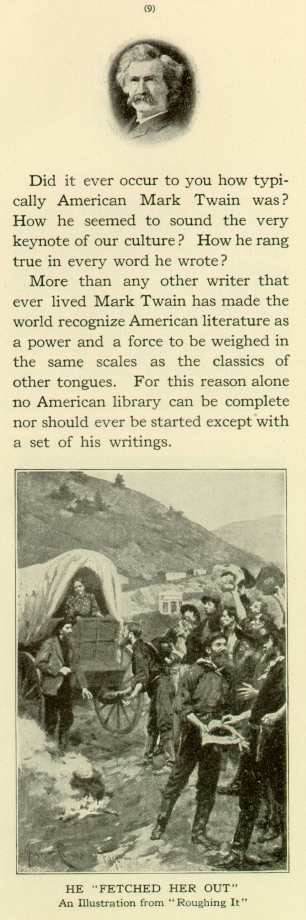 (9)
Did it ever occur to you how typi-
cally American Mark Twain was?
How he seemed to sound the very
keynote of our culture? How he rang
true in every word he wrote?
More than any other writer that
ever lived Mark Twain has made the
world recognize American literature as
a power and a force to be weighed in
the same scales as the classics of
other tongues. For this reason alone
no American library can be complete
nor should ever be started except with
a set of his writings.
HE "FETCHED HER OUT"
An Illustration from "Roughing It"